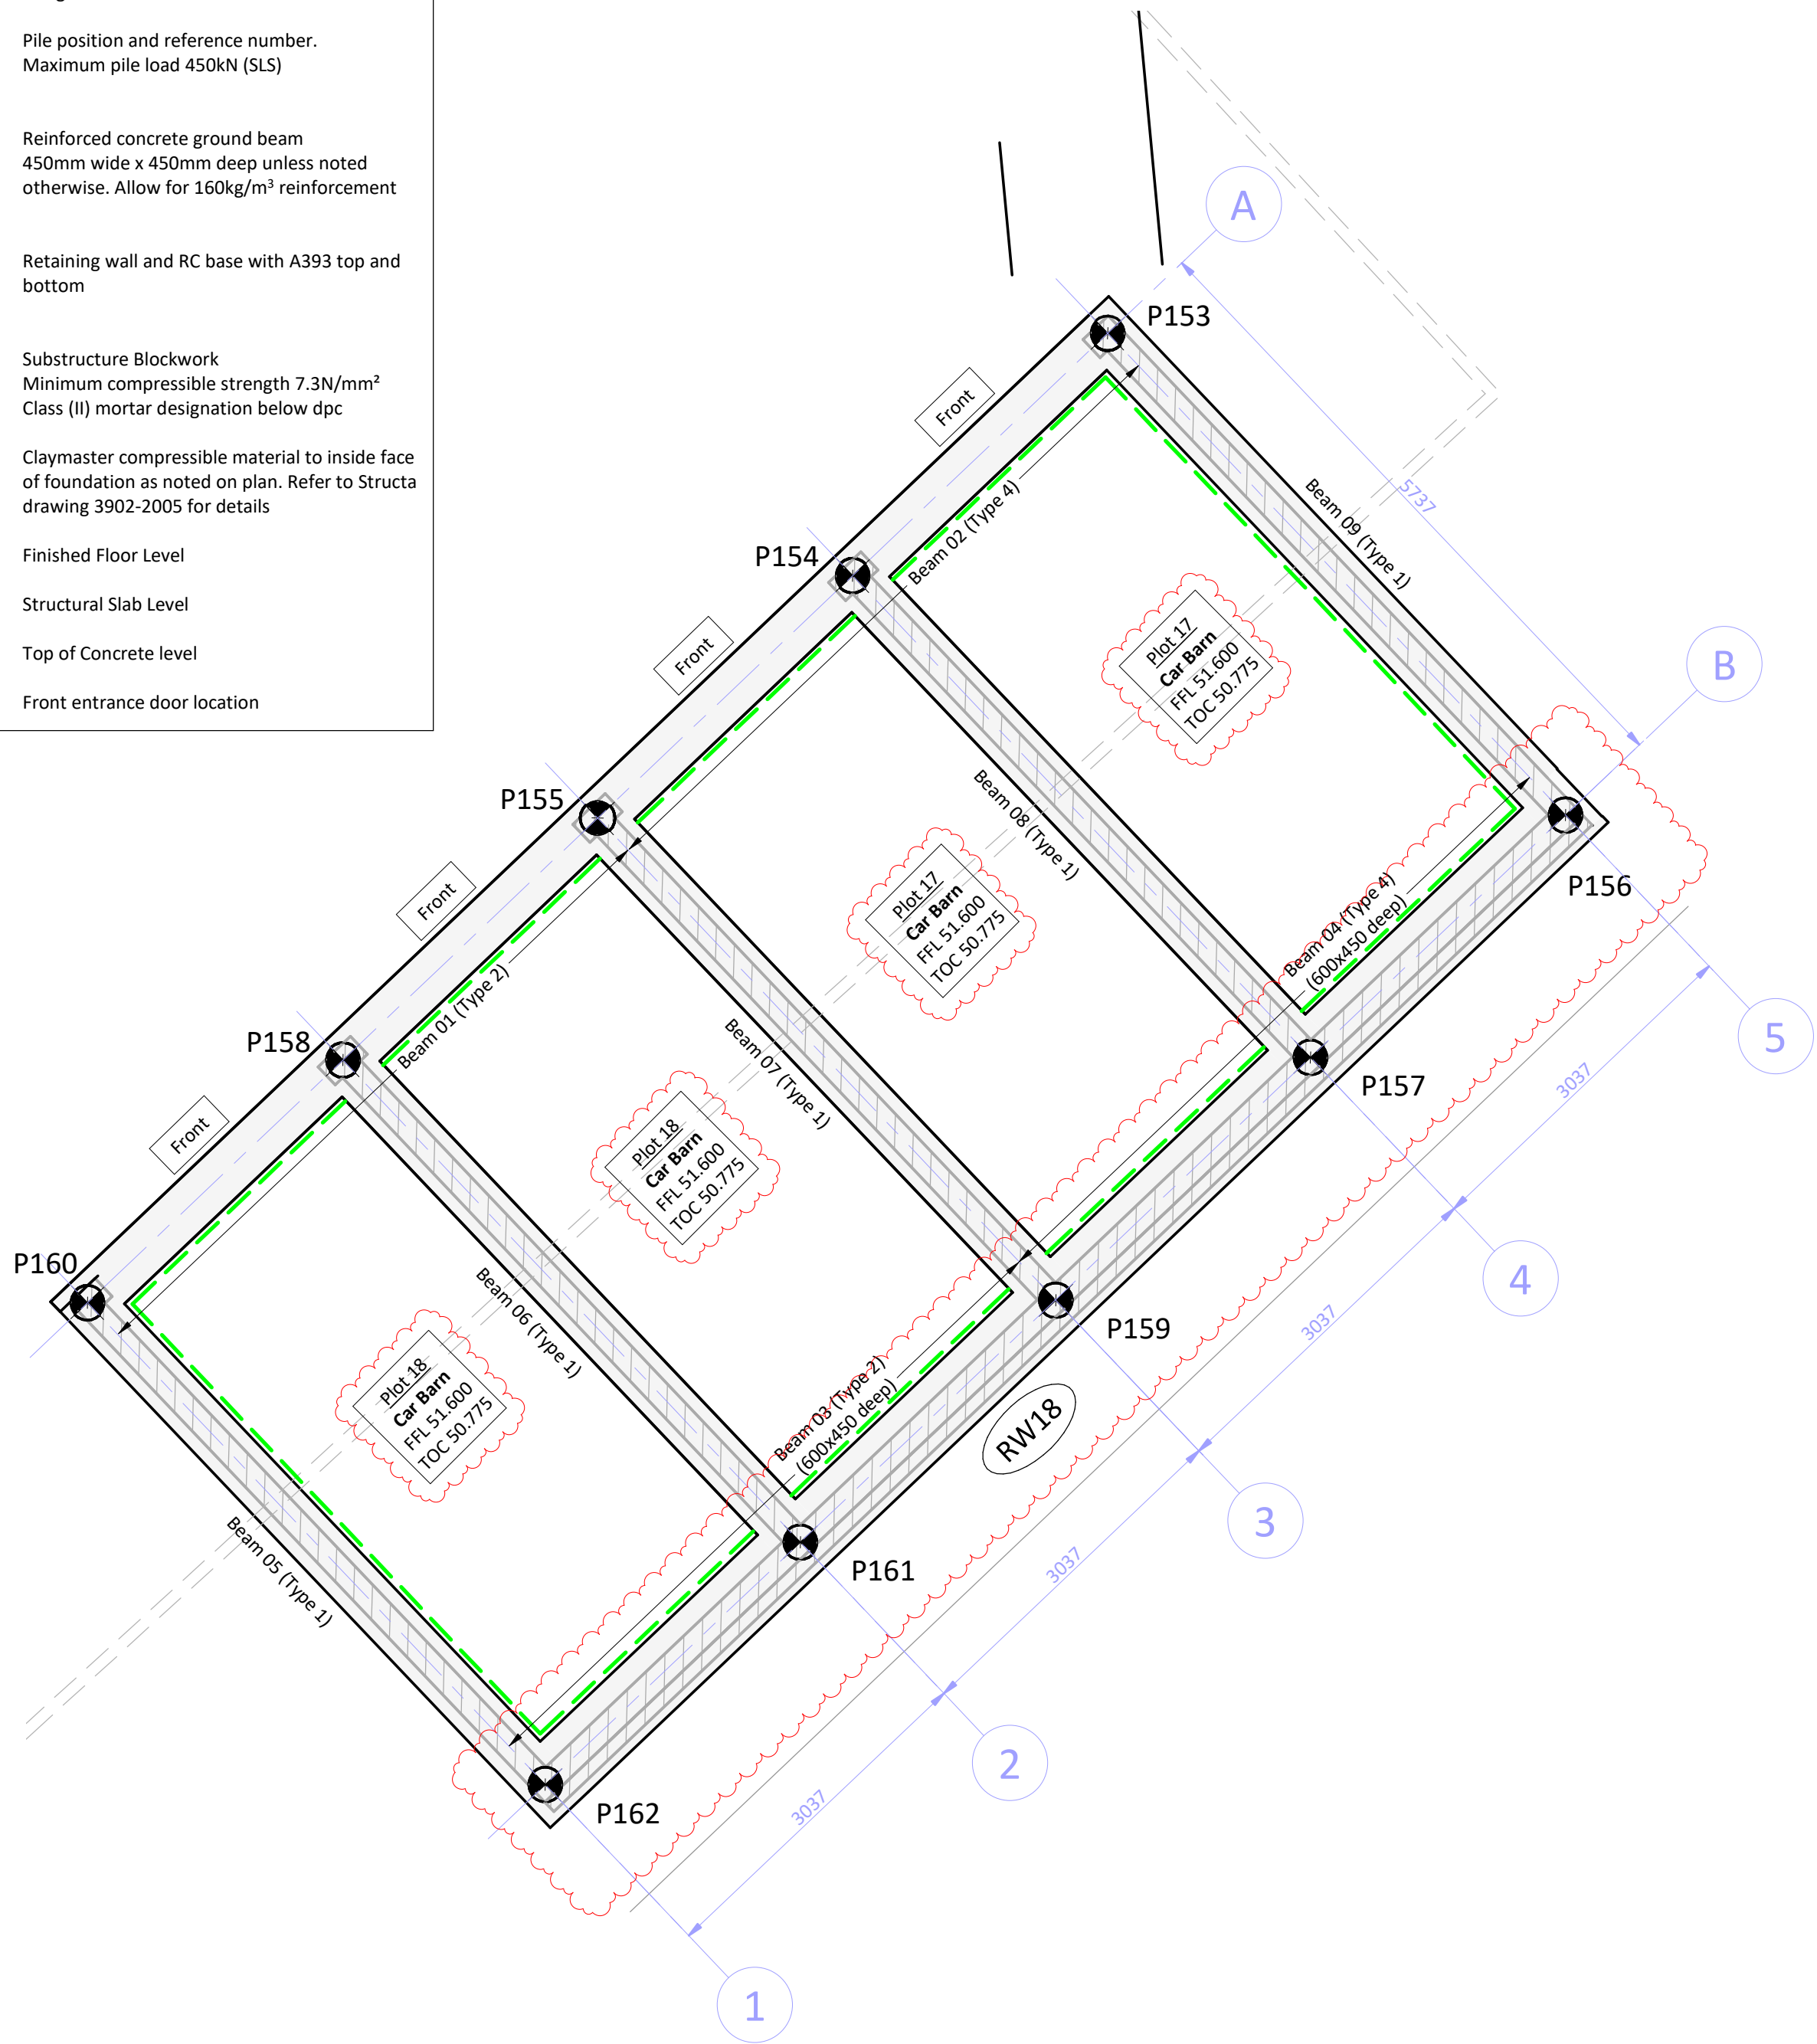 Pile position and reference number.
Maximum pile load 450kN (SLS)
Reinforced concrete ground beam
450mm wide x 450mm deep unless noted
otherwise. Allow for 160kg/m³ reinforcement
Retaining wall and RC base with A393 top and
bottom
Substructure Blockwork
Minimum compressible strength 7.3N/mm²
Class (II) mortar designation below dpc
Claymaster compressible material to inside face
of foundation as noted on plan. Refer to Structa
drawing 3902-2005 for details
Finished Floor Level
Structural Slab Level
Top of Concrete level
Front entrance door location
A
P153
Front
5737
Beam 09 (Type 1)
Beam 02 (Type 4)
P154
Front
Plot 17
Car Barn
FFL 51.600
TOC 50.775
B
P155
Beam 08 (Type 1)
P156
Front
Plot 17
Car Barn
FFL 51.600
TOC 50.775
Beam 04 (Type 4)
(600x450 deep)
Beam 01 (Type 2)
P158
Beam 07 (Type 1)
P157
3037
5
Front
Plot 18
Car Barn
FFL 51.600
TOC 50.775
P160
Beam 06 (Type 1)
P159
3037
4
Plot 18
Car Barn
FFL 51.600
TOC 50.775
Beam 03 (Type 2)
(600x450 deep)
RW18
3
Beam 05 (Type 1)
P161
3037
2
P162
3037
1